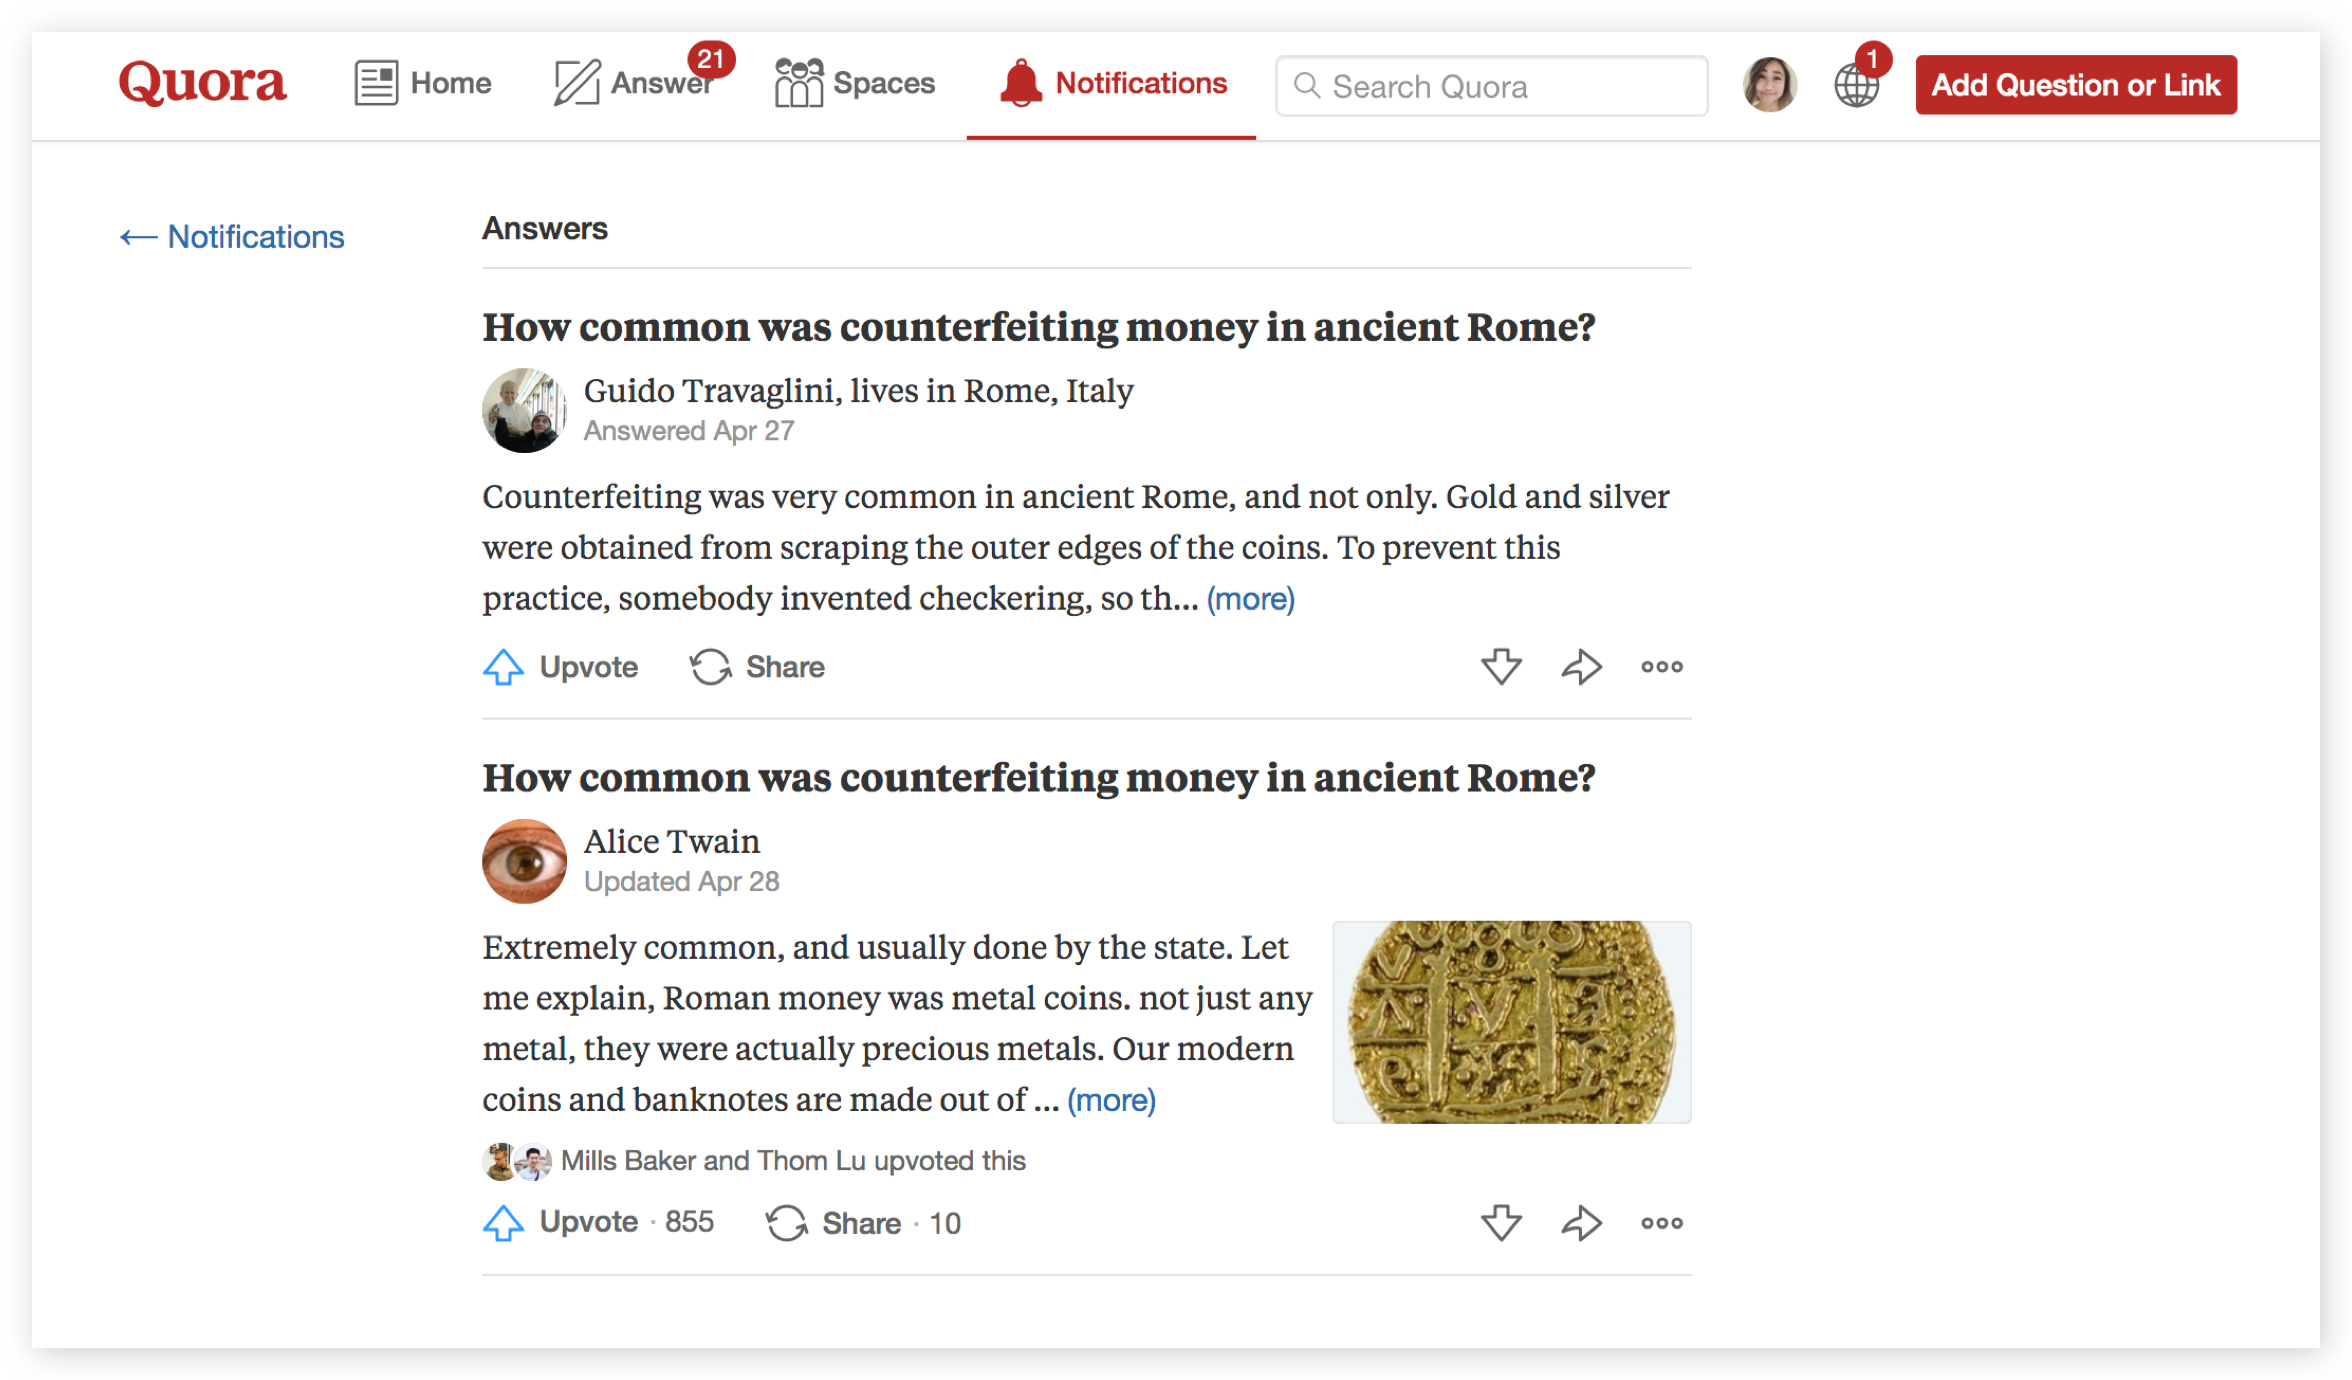 Quora Home Answer 21 Spaces Notifications Search Quora 1 Add Question or Link
← Notifications
Answers
How common was counterfeiting money in ancient Rome?
Guido Travaglini, lives in Rome, Italy
Answered Apr 27
Counterfeiting was very common in ancient Rome, and not only. Gold and silver
were obtained from scraping the outer edges of the coins. To prevent this
practice, somebody invented checkering, so th... (more)
Upvote Share
How common was counterfeiting money in ancient Rome?
Alice Twain
Updated Apr 28
Extremely common, and usually done by the state. Let
me explain, Roman money was metal coins. not just any
metal, they were actually precious metals. Our modern
coins and banknotes are made out of ... (more)
Mills Baker and Thom Lu upvoted this
Upvote · 855 Share · 10